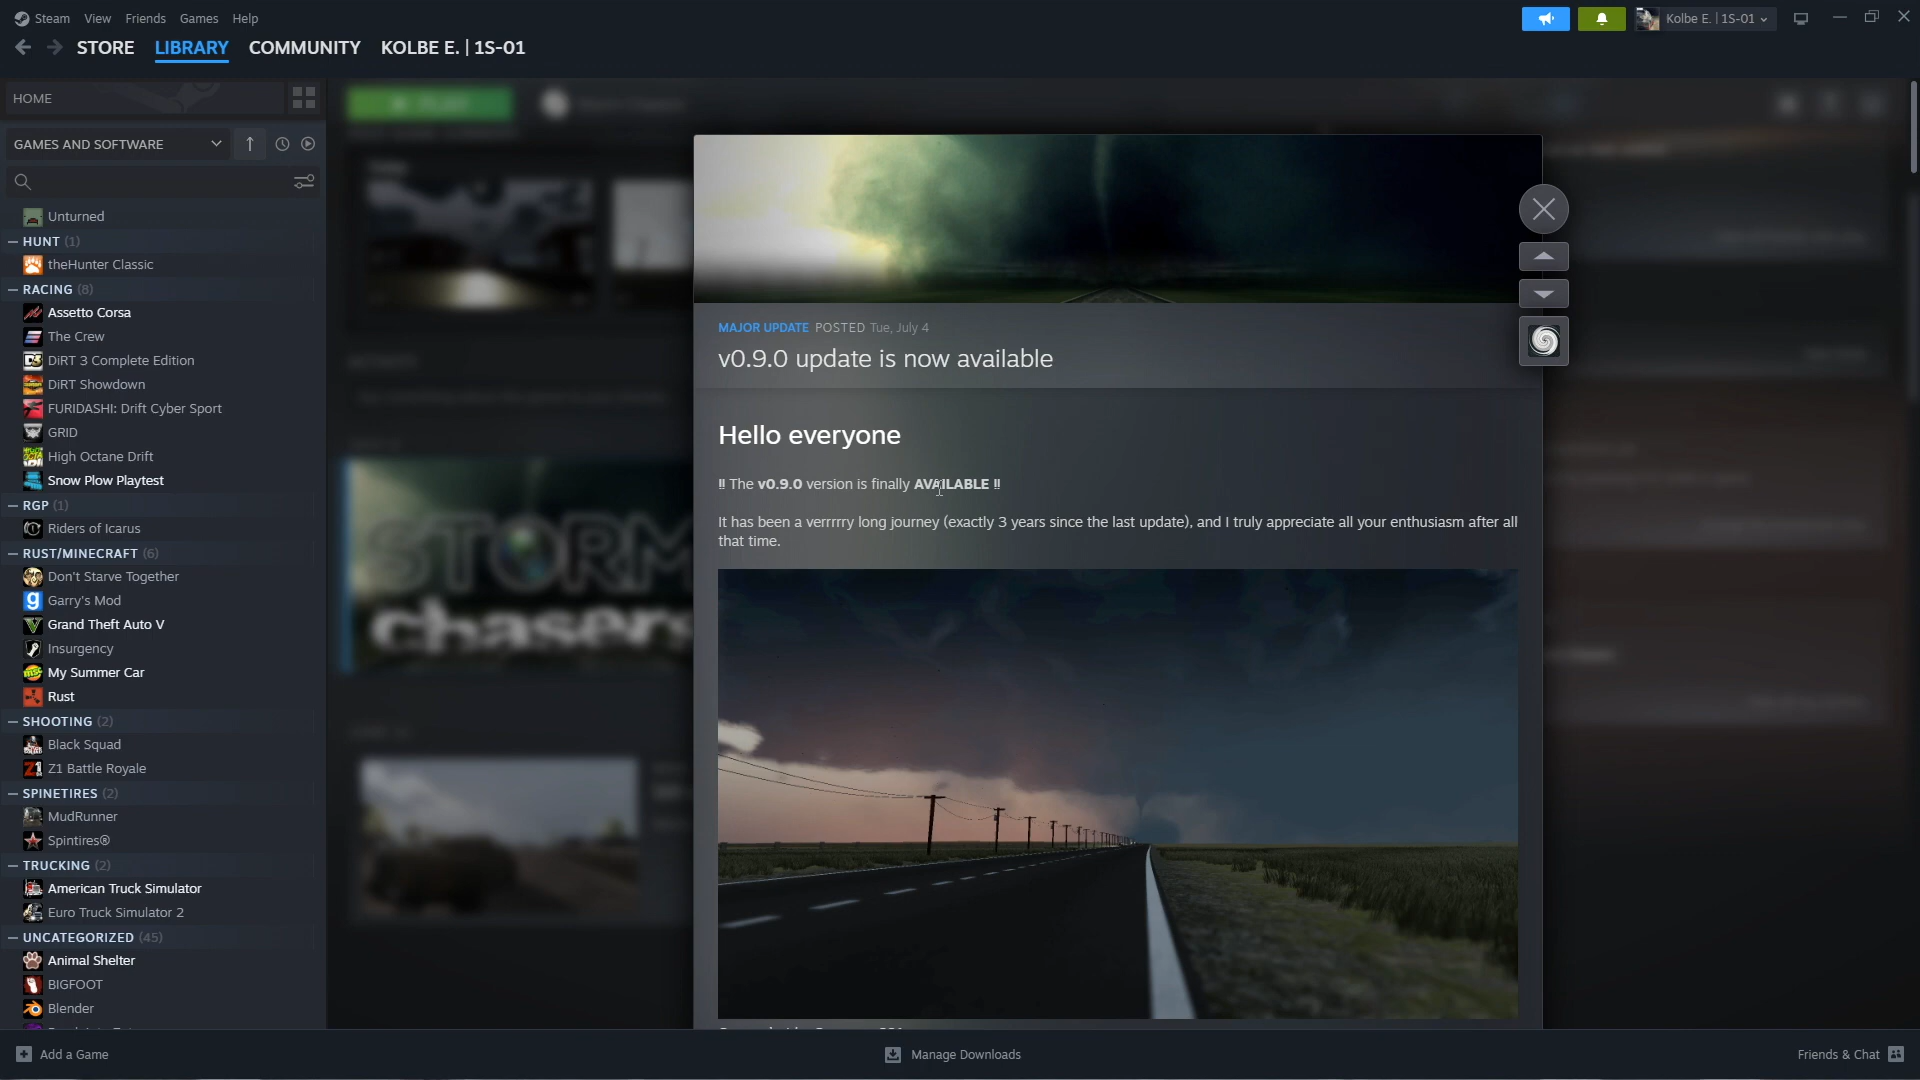 Steam View Friends Games Help
Kolbe E. | 1S-01
STORE LIBRARY COMMUNITY KOLBE E. | 1S-01
HOME
GAMES AND SOFTWARE
Unturned
— HUNT (1)
theHunter Classic
— RACING (8)
Assetto Corsa
The Crew
DiRT 3 Complete Edition
DiRT Showdown
FURIDASHI: Drift Cyber Sport
GRID
High Octane Drift
Snow Plow Playtest
— RGP (1)
Riders of Icarus
— RUST/MINECRAFT (6)
Don't Starve Together
Garry's Mod
Grand Theft Auto V
Insurgency
My Summer Car
Rust
— SHOOTING (2)
Black Squad
Z1 Battle Royale
— SPINETIRES (2)
MudRunner
Spintires®
— TRUCKING (2)
American Truck Simulator
Euro Truck Simulator 2
— UNCATEGORIZED (45)
Animal Shelter
BIGFOOT
Blender
PLAY
Today
STORM
chasers
MAJOR UPDATE POSTED Tue, July 4
v0.9.0 update is now available
Hello everyone
‼ The v0.9.0 version is finally AVAILABLE ‼
It has been a verrrrry long journey (exactly 3 years since the last update), and I truly appreciate all your enthusiasm after all
that time.
Add a Game
Manage Downloads
Friends & Chat